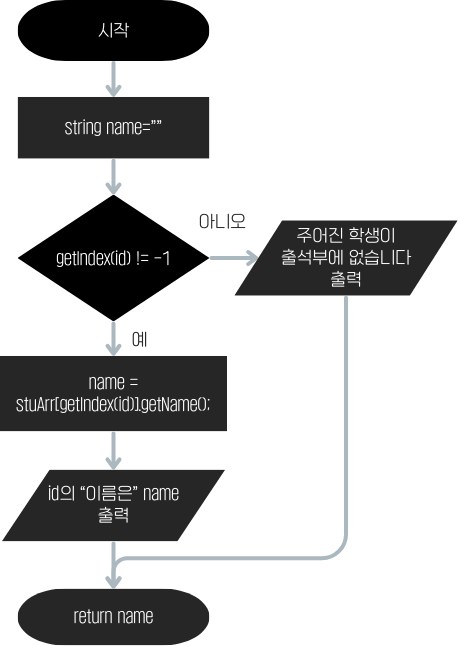 시작
string name=””
getIndex(id) != -1
아니오
주어진 학생이
출석부에 없습니다
출력
예
name =
stuArr[getIndex(id)].getName();
id의 “이름은” name
출력
return name